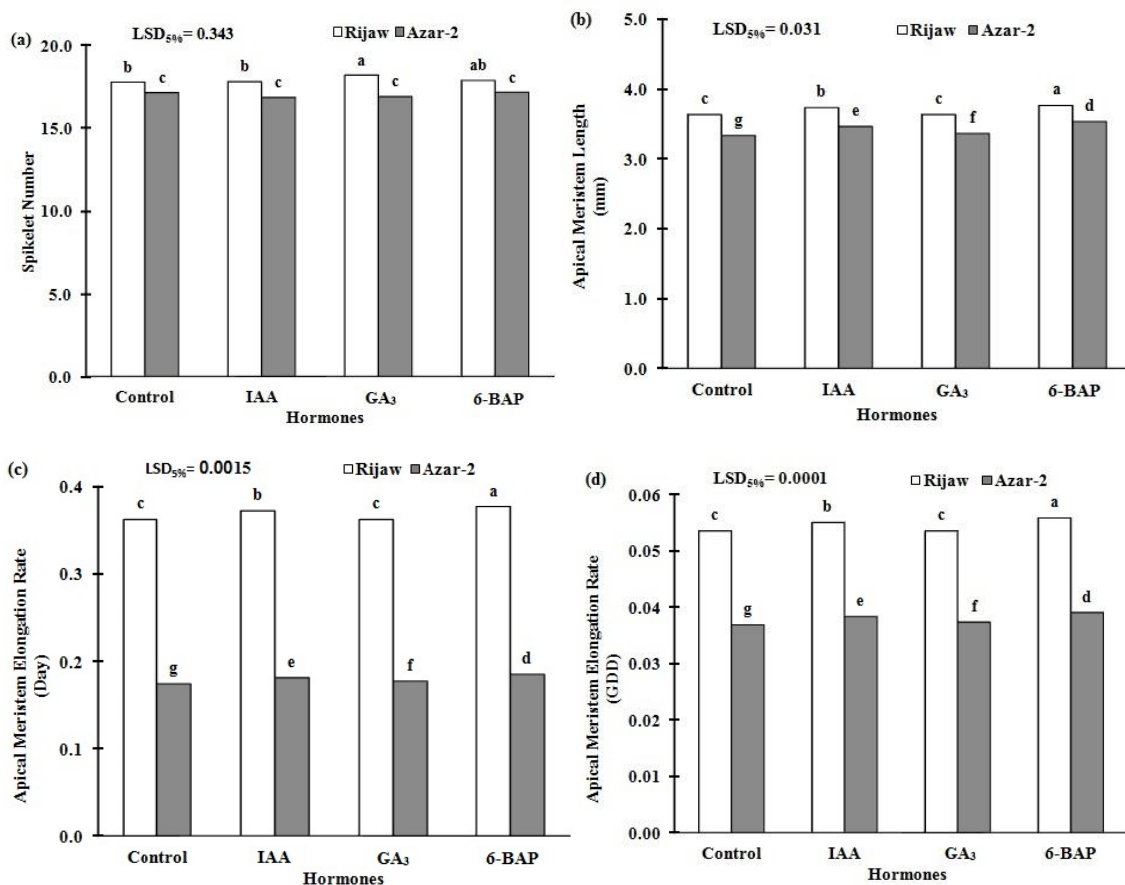 (a)
LSD5%= 0.343
Rijaw
Azar-2
20.0
15.0
10.0
5.0
0.0
Spikelet Number
b
c
b
c
a
c
ab
c
Control
IAA
GA3
6-BAP
Hormones
(b)
LSD5%= 0.031
Rijaw
Azar-2
5.0
4.0
3.0
2.0
1.0
0.0
Apical Meristem Length
(mm)
c
g
b
e
c
f
a
d
Control
IAA
GA3
6-BAP
Hormones
(c)
LSD5%= 0.0015
Rijaw
Azar-2
0.4
0.3
0.2
0.1
0.0
Apical Meristem Elongation Rate
(Day)
c
g
b
e
c
f
a
d
Control
IAA
GA3
6-BAP
Hormones
(d)
LSD5%= 0.0001
Rijaw
Azar-2
0.06
0.05
0.04
0.03
0.02
0.01
0.00
Apical Meristem Elongation Rate
(GDD)
c
g
b
e
c
f
a
d
Control
IAA
GA3
6-BAP
Hormones